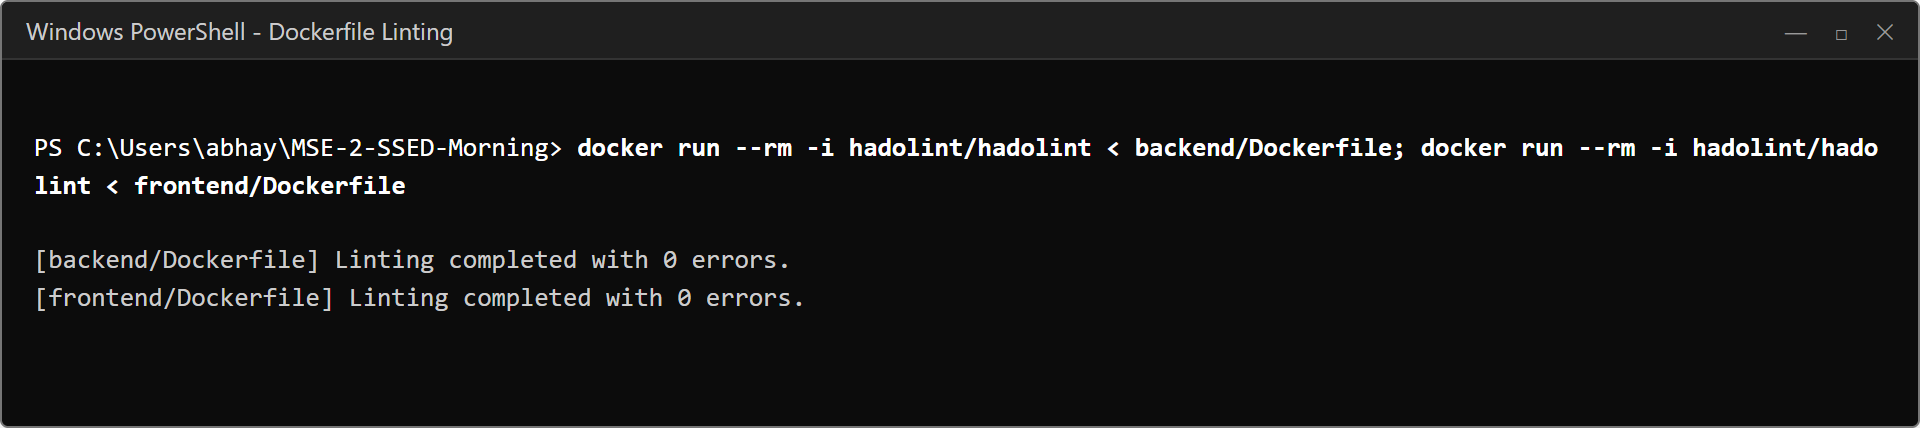 Windows PowerShell - Dockerfile Linting
PS C:\Users\abhay\MSE-2-SSED-Morning> docker run --rm -i hadolint/hadolint < backend/Dockerfile; docker run --rm -i hadolint/hado
lint < frontend/Dockerfile
[backend/Dockerfile] Linting completed with 0 errors.
[frontend/Dockerfile] Linting completed with 0 errors.